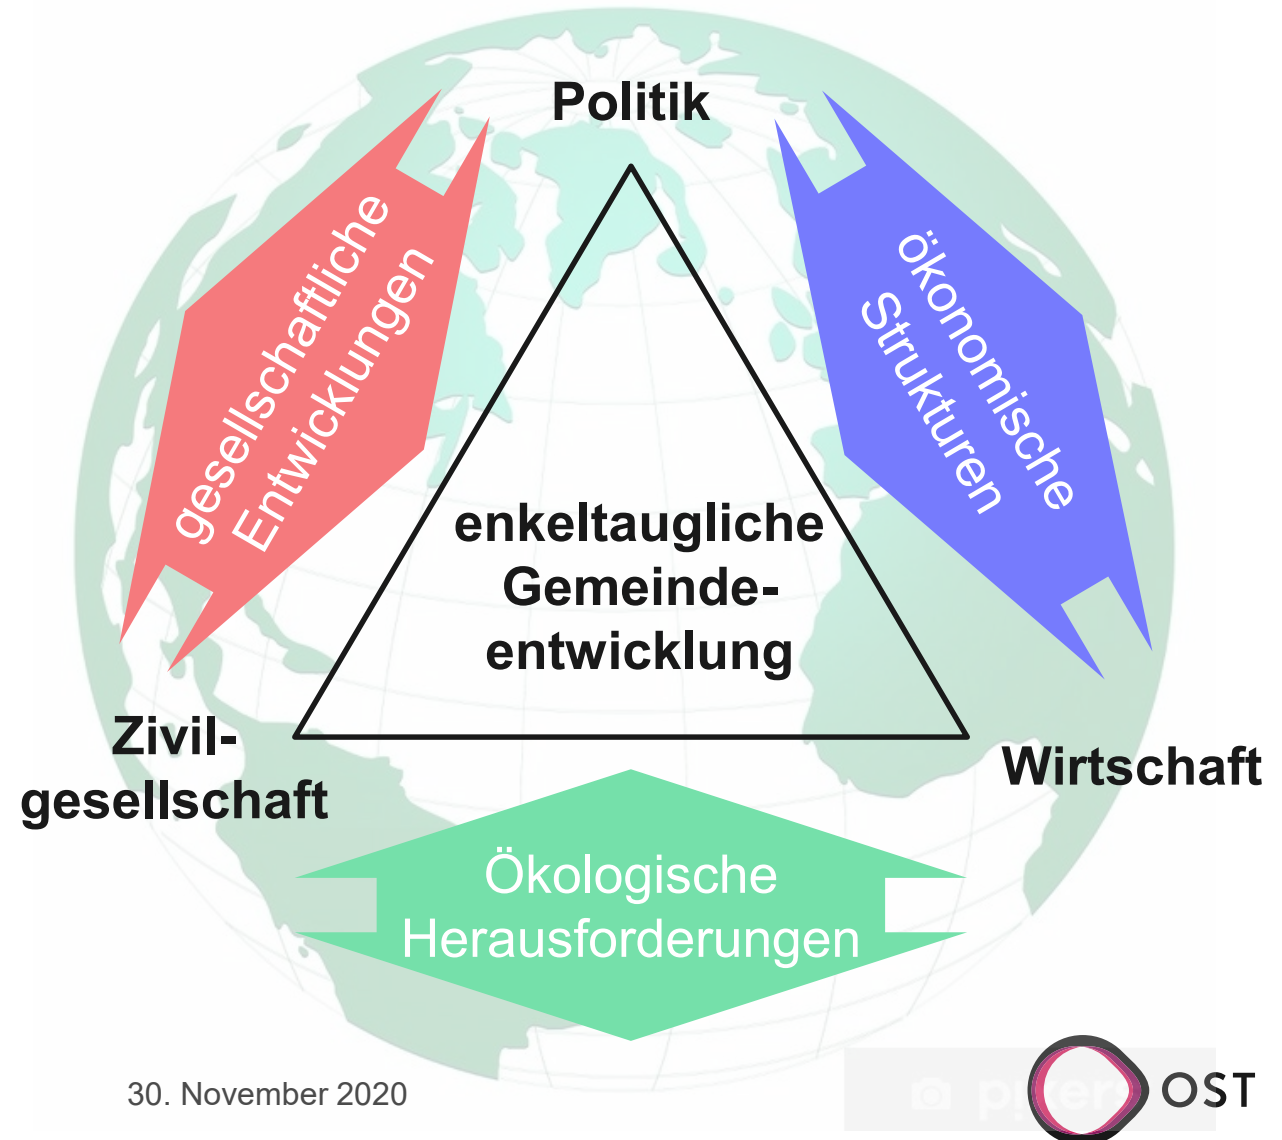 Politik
gesellschaftliche
Entwicklungen
ökonomische
Strukturen
enkeltaugliche
Gemeinde-
entwicklung
Zivil-
gesellschaft
Wirtschaft
Ökologische
Herausforderungen
30. November 2020
OST